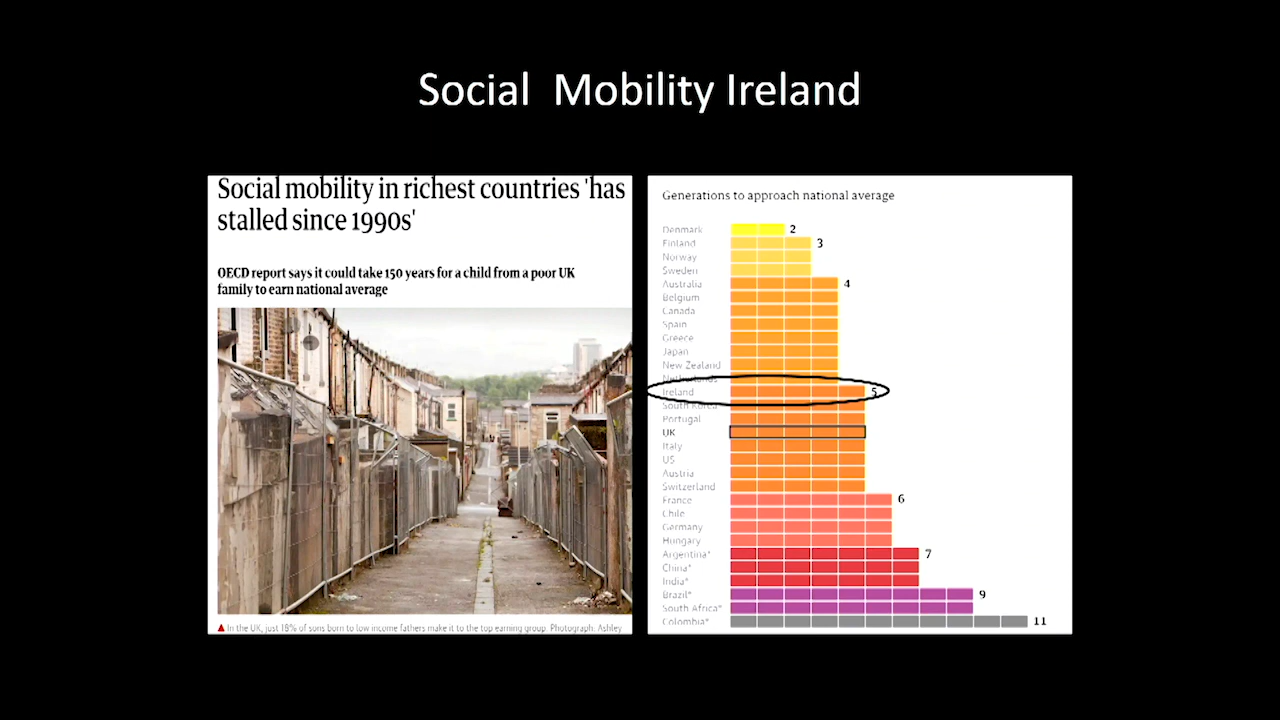 Social Mobility Ireland
Social mobility in richest countries 'has
stalled since 1990s'
OECD report says it could take 150 years for a child from a poor UK
family to earn national average
▲ In the UK, just 18% of sons born to low income fathers make it to the top earning group. Photograph: Ashley
Generations to approach national average
Denmark 2
Finland 3
Norway
Sweden
Australia 4
Belgium
Canada
Spain
Greece
Japan
New Zealand
Netherlands
Ireland 5
South Korea
Portugal
UK
Italy
US
Austria
Switzerland
France 6
Chile
Germany
Hungary
Argentina* 7
China*
India*
Brazil* 9
South Africa*
Colombia* 11